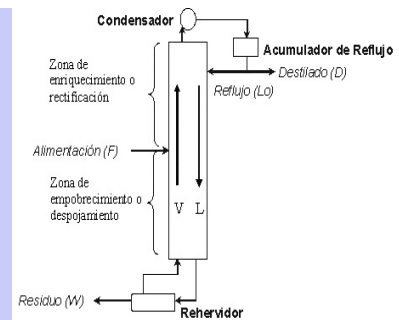 Condensador
Acumulador de Reflujo
Zona de
enriquecimiento o
rectificación
Destilado (D)
Reflujo (Lo)
Alimentación (F)
Zona de
empobrecimiento o
despojamiento
V L
Residuo (W)
Rehervidor